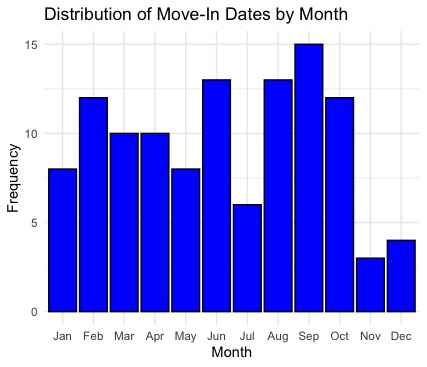 Distribution of Move-In Dates by Month
15
10
5
0
Frequency
Jan Feb Mar Apr May Jun Jul Aug Sep Oct Nov Dec
Month